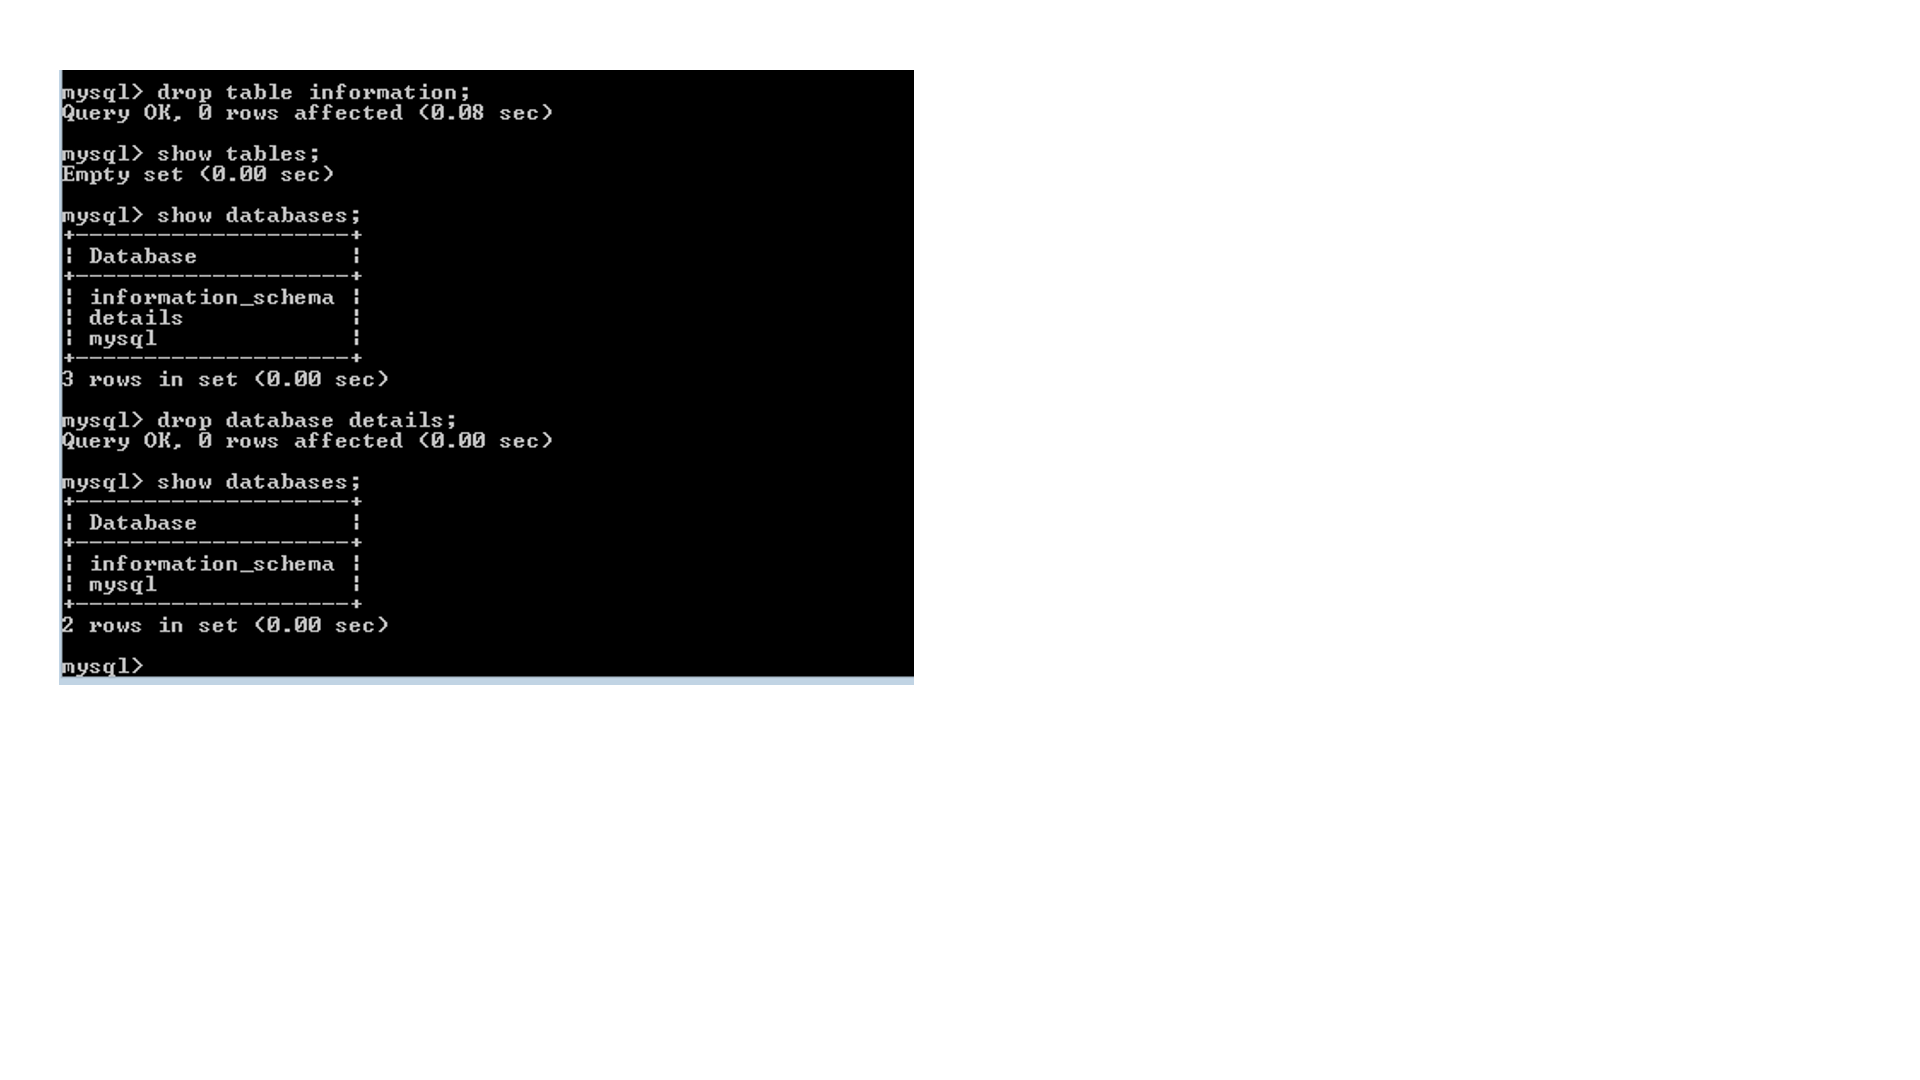 mysql> drop table information;
Query OK, 0 rows affected (0.08 sec)
mysql> show tables;
Empty set (0.00 sec)
mysql> show databases;
+--------------------+
| Database           |
+--------------------+
| information_schema |
| details            |
| mysql              |
+--------------------+
3 rows in set (0.00 sec)
mysql> drop database details;
Query OK, 0 rows affected (0.00 sec)
mysql> show databases;
+--------------------+
| Database           |
+--------------------+
| information_schema |
| mysql              |
+--------------------+
2 rows in set (0.00 sec)
mysql>